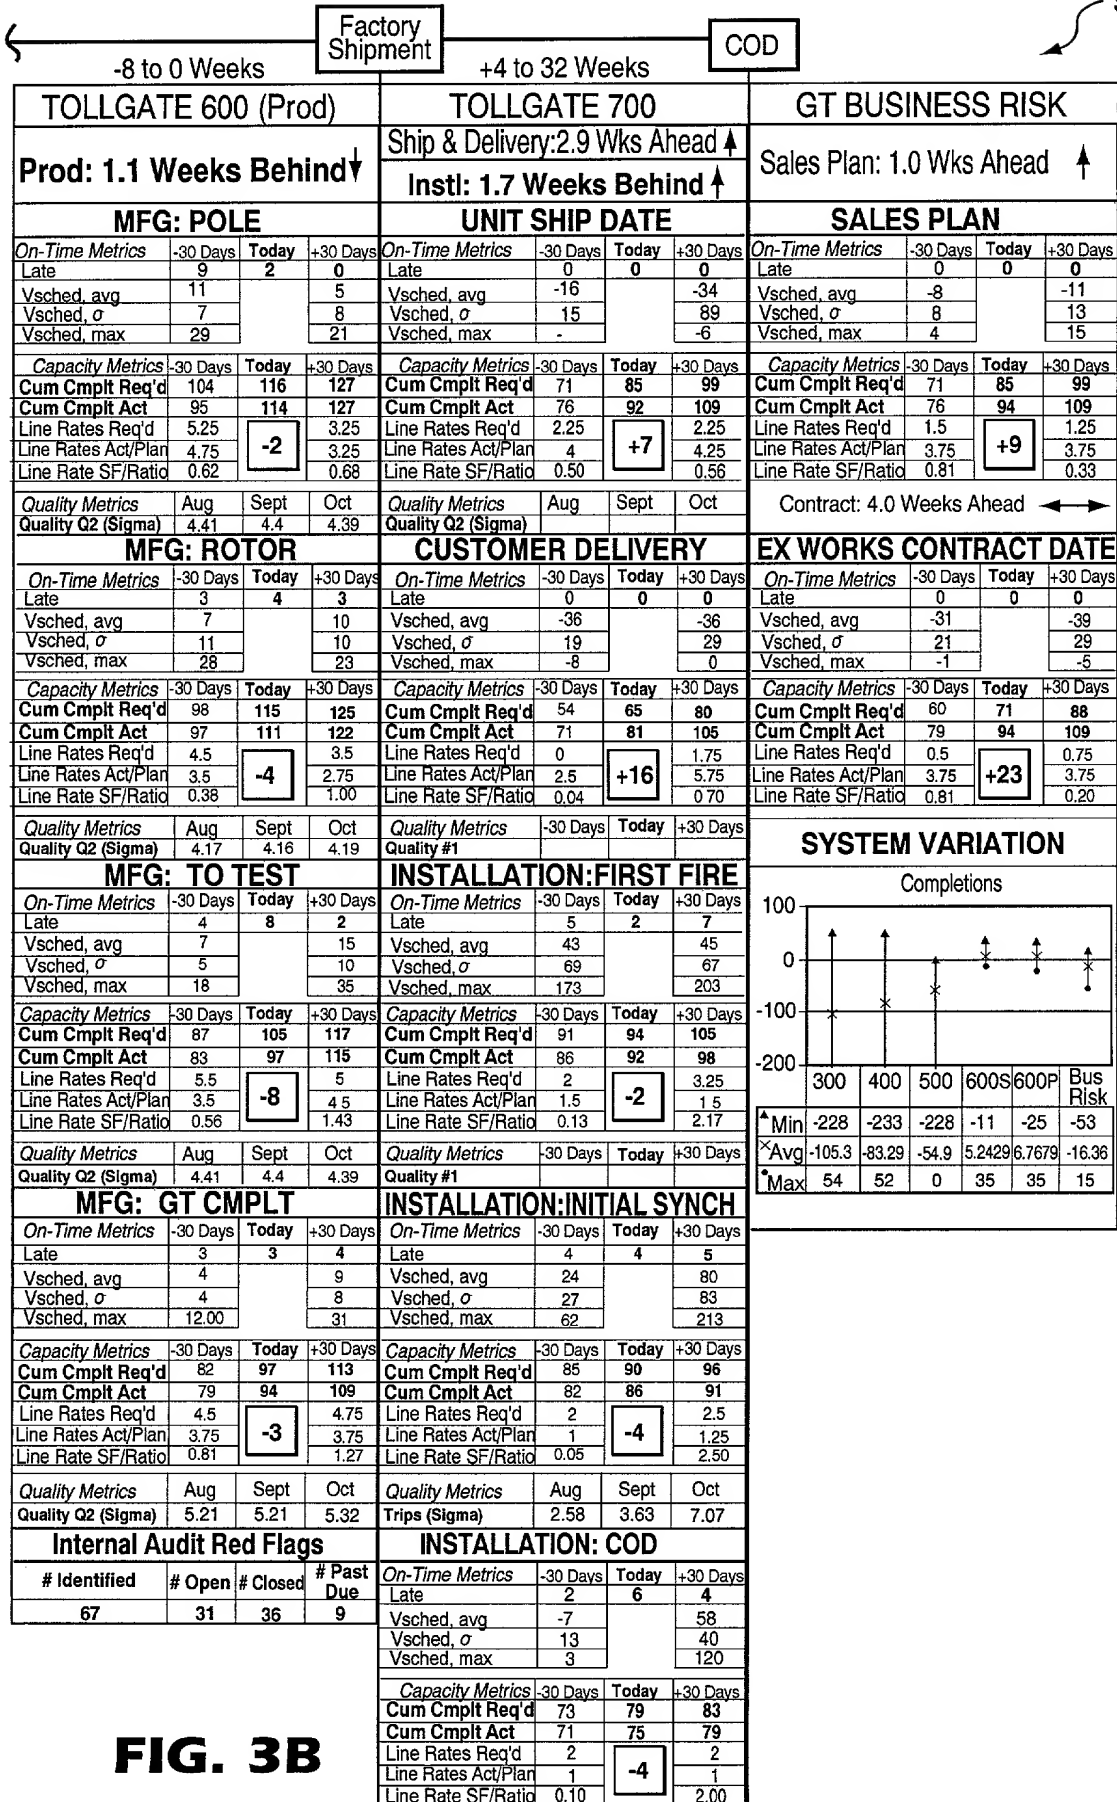 Factory
Shipment
COD
-8 to 0 Weeks
+4 to 32 Weeks
TOLLGATE 600 (Prod)
Prod: 1.1 Weeks Behind
MFG: POLE
On-Time Metrics -30 Days Today +30 Days
Late 9 2 0
Vsched, avg 11 5
Vsched, σ 7 8
Vsched, max 29 21
Capacity Metrics -30 Days Today +30 Days
Cum Cmplt Req'd 104 116 127
Cum Cmplt Act 95 114 127
Line Rates Req'd 5.25 3.25
Line Rates Act/Plan 4.75 -2 3.25
Line Rate SF/Ratio 0.62 0.68
Quality Metrics Aug Sept Oct
Quality Q2 (Sigma) 4.41 4.4 4.39
MFG: ROTOR
On-Time Metrics -30 Days Today +30 Days
Late 3 4 3
Vsched, avg 7 10
Vsched, σ 11 10
Vsched, max 28 23
Capacity Metrics -30 Days Today +30 Days
Cum Cmplt Req'd 98 115 125
Cum Cmplt Act 97 111 122
Line Rates Req'd 4.5 3.5
Line Rates Act/Plan 3.5 -4 2.75
Line Rate SF/Ratio 0.38 1.00
Quality Metrics Aug Sept Oct
Quality Q2 (Sigma) 4.17 4.16 4.19
MFG: TO TEST
On-Time Metrics -30 Days Today +30 Days
Late 4 8 2
Vsched, avg 7 15
Vsched, σ 5 10
Vsched, max 18 35
Capacity Metrics -30 Days Today +30 Days
Cum Cmplt Req'd 87 105 117
Cum Cmplt Act 83 97 115
Line Rates Req'd 5.5 5
Line Rates Act/Plan 3.5 -8 4 5
Line Rate SF/Ratio 0.56 1.43
Quality Metrics Aug Sept Oct
Quality Q2 (Sigma) 4.41 4.4 4.39
MFG: GT CMPLT
On-Time Metrics -30 Days Today +30 Days
Late 3 3 4
Vsched, avg 4 9
Vsched, σ 4 8
Vsched, max 12.00 31
Capacity Metrics -30 Days Today +30 Days
Cum Cmplt Req'd 82 97 113
Cum Cmplt Act 79 94 109
Line Rates Req'd 4.5 4.75
Line Rates Act/Plan 3.75 -3 3.75
Line Rate SF/Ratio 0.81 1.27
Quality Metrics Aug Sept Oct
Quality Q2 (Sigma) 5.21 5.21 5.32
Internal Audit Red Flags
# Identified # Open # Closed # Past Due
67 31 36 9
TOLLGATE 700
Ship & Delivery:2.9 Wks Ahead
Instl: 1.7 Weeks Behind
UNIT SHIP DATE
On-Time Metrics -30 Days Today +30 Days
Late 0 0 0
Vsched, avg -16 -34
Vsched, σ 15 89
Vsched, max - -6
Capacity Metrics -30 Days Today +30 Days
Cum Cmplt Req'd 71 85 99
Cum Cmplt Act 76 92 109
Line Rates Req'd 2.25 2.25
Line Rates Act/Plan 4 +7 4.25
Line Rate SF/Ratio 0.50 0.56
Quality Metrics Aug Sept Oct
Quality Q2 (Sigma)
CUSTOMER DELIVERY
On-Time Metrics -30 Days Today +30 Days
Late 0 0 0
Vsched, avg -36 -36
Vsched, σ 19 29
Vsched, max -8 0
Capacity Metrics -30 Days Today +30 Days
Cum Cmplt Req'd 54 65 80
Cum Cmplt Act 71 81 105
Line Rates Req'd 0 1.75
Line Rates Act/Plan 2.5 +16 5.75
Line Rate SF/Ratio 0.04 0 70
Quality Metrics -30 Days Today +30 Days
Quality #1
INSTALLATION:FIRST FIRE
On-Time Metrics -30 Days Today +30 Days
Late 5 2 7
Vsched, avg 43 45
Vsched, σ 69 67
Vsched, max 173 203
Capacity Metrics -30 Days Today +30 Days
Cum Cmplt Req'd 91 94 105
Cum Cmplt Act 86 92 98
Line Rates Req'd 2 3.25
Line Rates Act/Plan 1.5 -2 1 5
Line Rate SF/Ratio 0.13 2.17
Quality Metrics -30 Days Today +30 Days
Quality #1
INSTALLATION:INITIAL SYNCH
On-Time Metrics -30 Days Today +30 Days
Late 4 4 5
Vsched, avg 24 80
Vsched, σ 27 83
Vsched, max 62 213
Capacity Metrics -30 Days Today +30 Days
Cum Cmplt Req'd 85 90 96
Cum Cmplt Act 82 86 91
Line Rates Req'd 2 2.5
Line Rates Act/Plan 1 -4 1.25
Line Rate SF/Ratio 0.05 2.50
Quality Metrics Aug Sept Oct
Trips (Sigma) 2.58 3.63 7.07
INSTALLATION: COD
On-Time Metrics -30 Days Today +30 Days
Late 2 6 4
Vsched, avg -7 58
Vsched, σ 13 40
Vsched, max 3 120
Capacity Metrics -30 Days Today +30 Days
Cum Cmplt Req'd 73 79 83
Cum Cmplt Act 71 75 79
Line Rates Req'd 2 2
Line Rates Act/Plan 1 -4 1
Line Rate SF/Ratio 0.10 2.00
GT BUSINESS RISK
Sales Plan: 1.0 Wks Ahead
SALES PLAN
On-Time Metrics -30 Days Today +30 Days
Late 0 0 0
Vsched, avg -8 -11
Vsched, σ 8 13
Vsched, max 4 15
Capacity Metrics -30 Days Today +30 Days
Cum Cmplt Req'd 71 85 99
Cum Cmplt Act 76 94 109
Line Rates Req'd 1.5 1.25
Line Rates Act/Plan 3.75 +9 3.75
Line Rate SF/Ratio 0.81 0.33
Contract: 4.0 Weeks Ahead
EX WORKS CONTRACT DATE
On-Time Metrics -30 Days Today +30 Days
Late 0 0 0
Vsched, avg -31 -39
Vsched, σ 21 29
Vsched, max -1 -5
Capacity Metrics -30 Days Today +30 Days
Cum Cmplt Req'd 60 71 88
Cum Cmplt Act 79 94 109
Line Rates Req'd 0.5 0.75
Line Rates Act/Plan 3.75 +23 3.75
Line Rate SF/Ratio 0.81 0.20
SYSTEM VARIATION
Completions
100
0
-100
-200
300 400 500 600S 600P Bus Risk
Min -228 -233 -228 -11 -25 -53
Avg -105.3 -83.29 -54.9 5.2429 6.7679 -16.36
Max 54 52 0 35 35 15
FIG. 3B